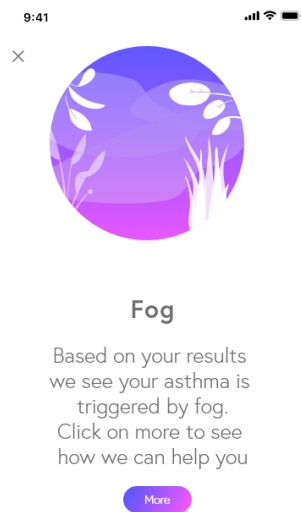 9:41
Fog
Based on your results
we see your asthma is
triggered by fog.
Click on more to see
how we can help you
More